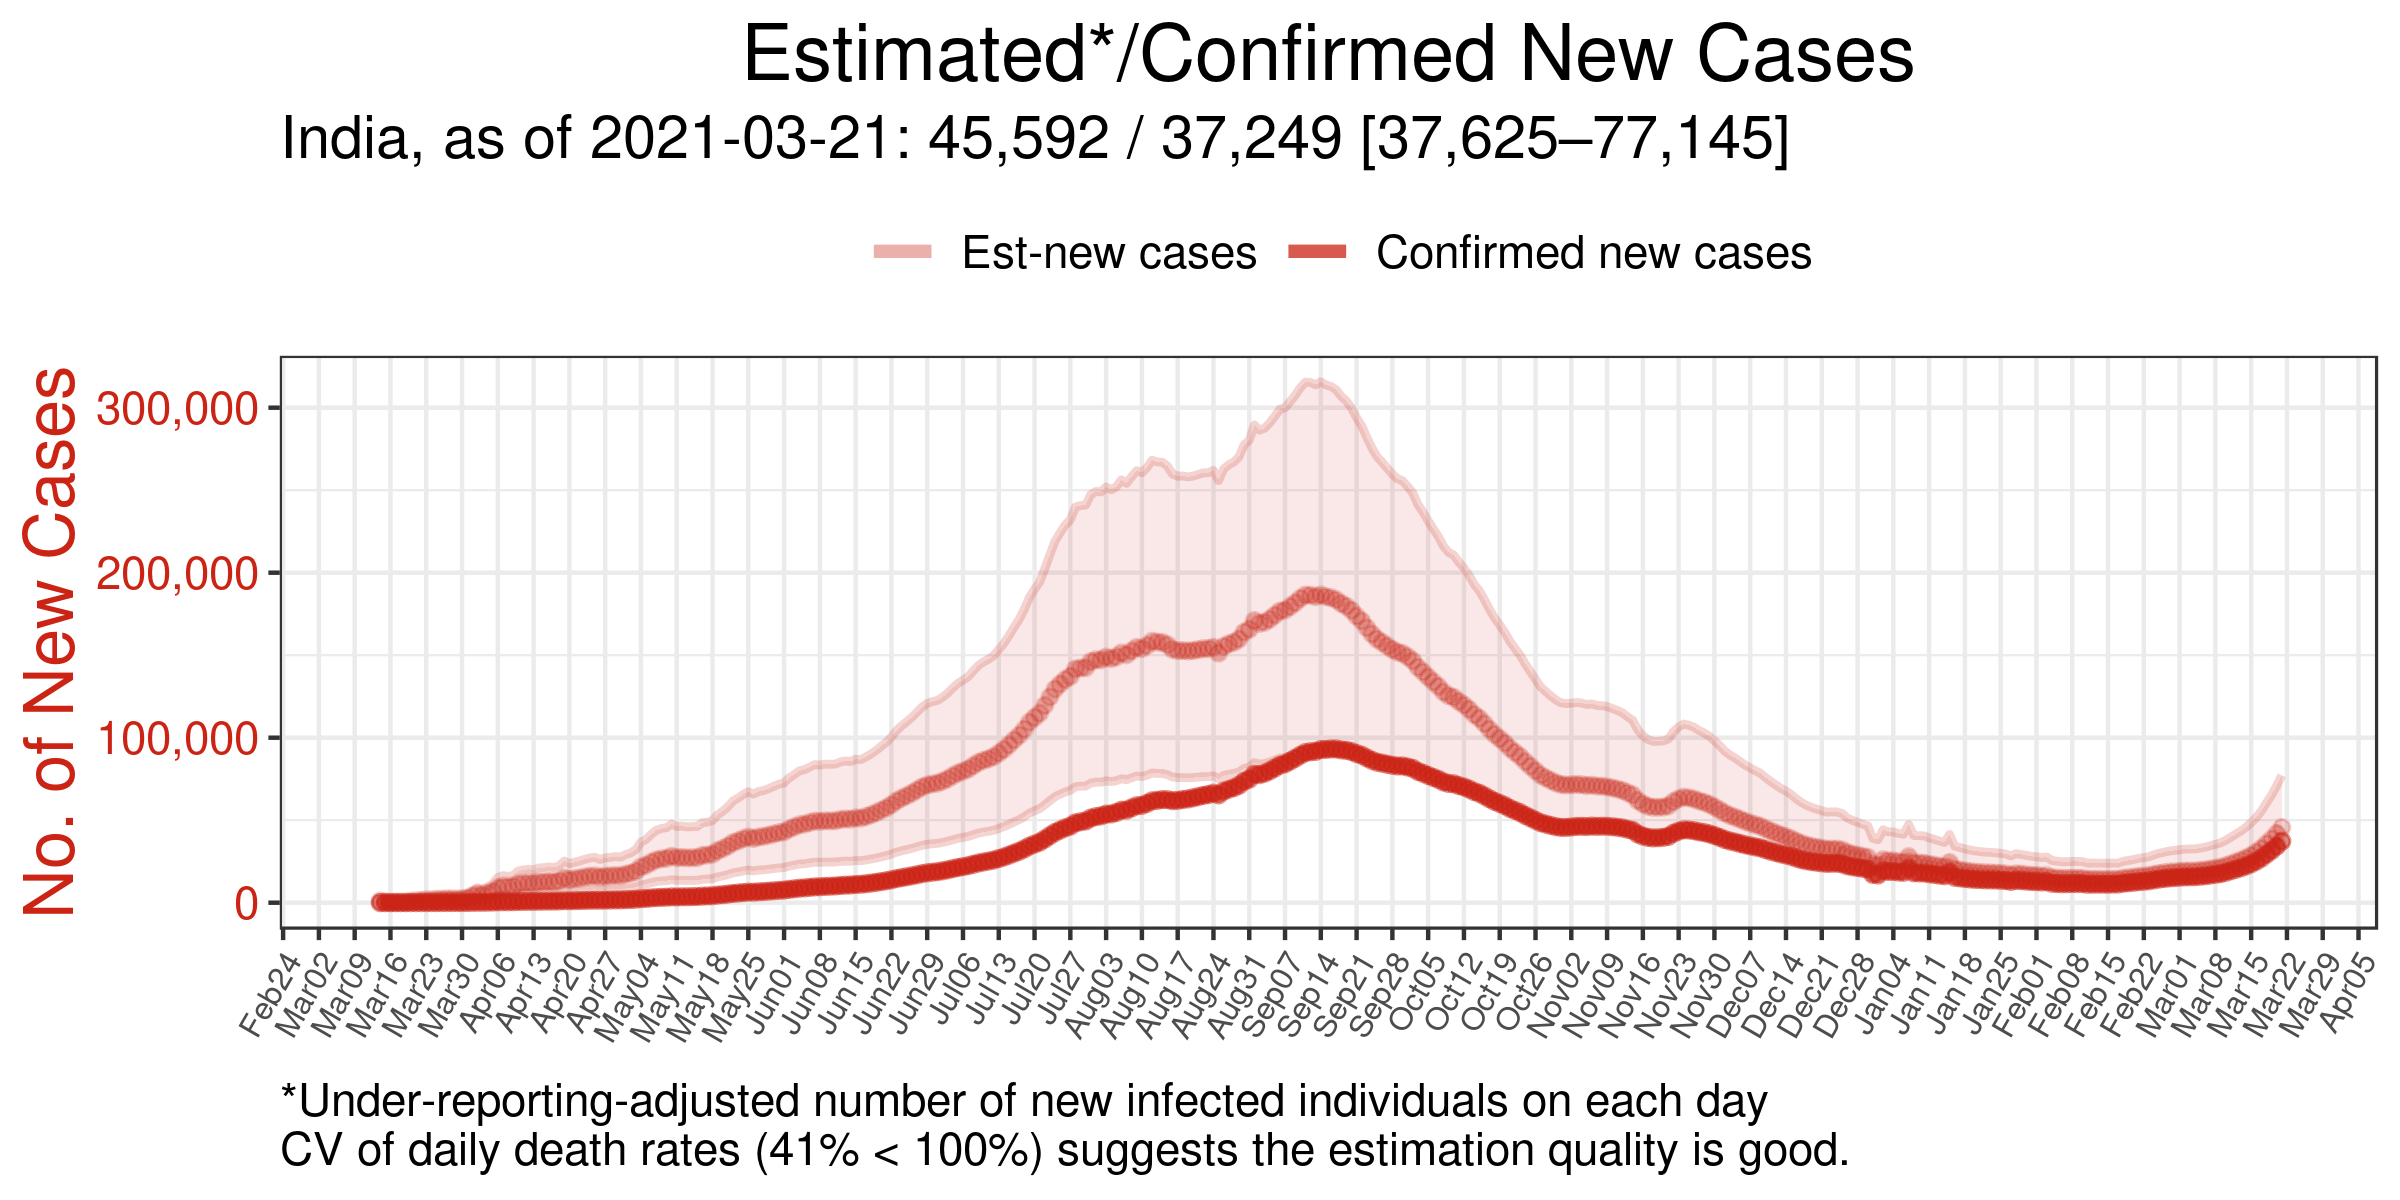 Estimated*/Confirmed New Cases
India, as of 2021-03-21: 45,592 / 37,249 [37,625–77,145]
Est-new cases
Confirmed new cases
No. of New Cases
300,000
200,000
100,000
0
Feb24
Mar02
Mar09
Mar16
Mar23
Mar30
Apr06
Apr13
Apr20
Apr27
May04
May11
May18
May25
Jun01
Jun08
Jun15
Jun22
Jun29
Jul06
Jul13
Jul20
Jul27
Aug03
Aug10
Aug17
Aug24
Aug31
Sep07
Sep14
Sep21
Sep28
Oct05
Oct12
Oct19
Oct26
Nov02
Nov09
Nov16
Nov23
Nov30
Dec07
Dec14
Dec21
Dec28
Jan04
Jan11
Jan18
Jan25
Feb01
Feb08
Feb15
Feb22
Mar01
Mar08
Mar15
Mar22
Mar29
Apr05
*Under-reporting-adjusted number of new infected individuals on each day
CV of daily death rates (41% < 100%) suggests the estimation quality is good.